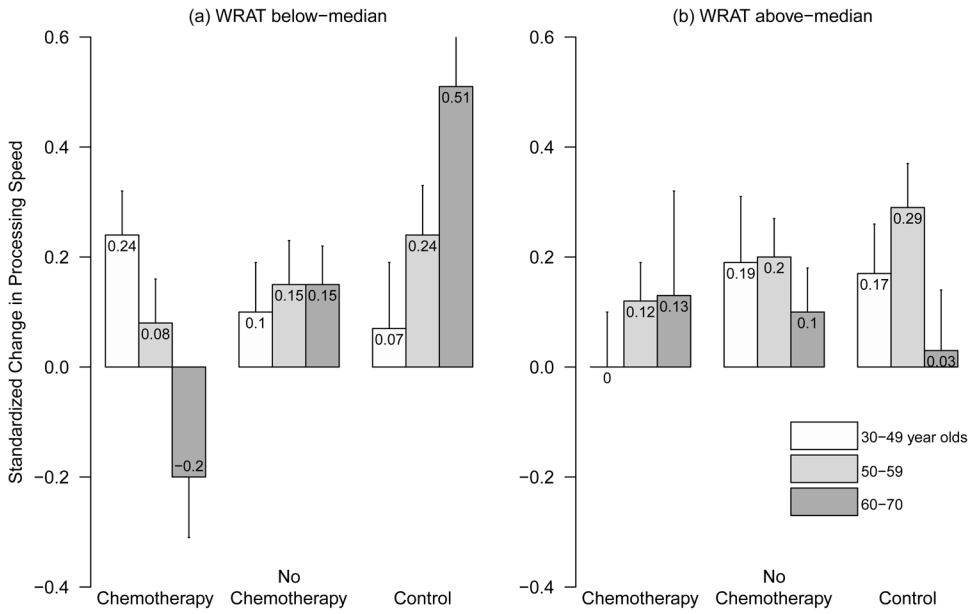 (a) WRAT below−median
(b) WRAT above−median
Standardized Change in Processing Speed
0.6
0.4
0.2
0.0
−0.2
−0.4
0.24
0.08
−0.2
0.1
0.15
0.15
0.07
0.24
0.51
Chemotherapy
No
Chemotherapy
Control
0.6
0.4
0.2
0.0
−0.2
−0.4
0
0.12
0.13
0.19
0.2
0.1
0.17
0.29
0.03
30−49 year olds
50−59
60−70
Chemotherapy
No
Chemotherapy
Control